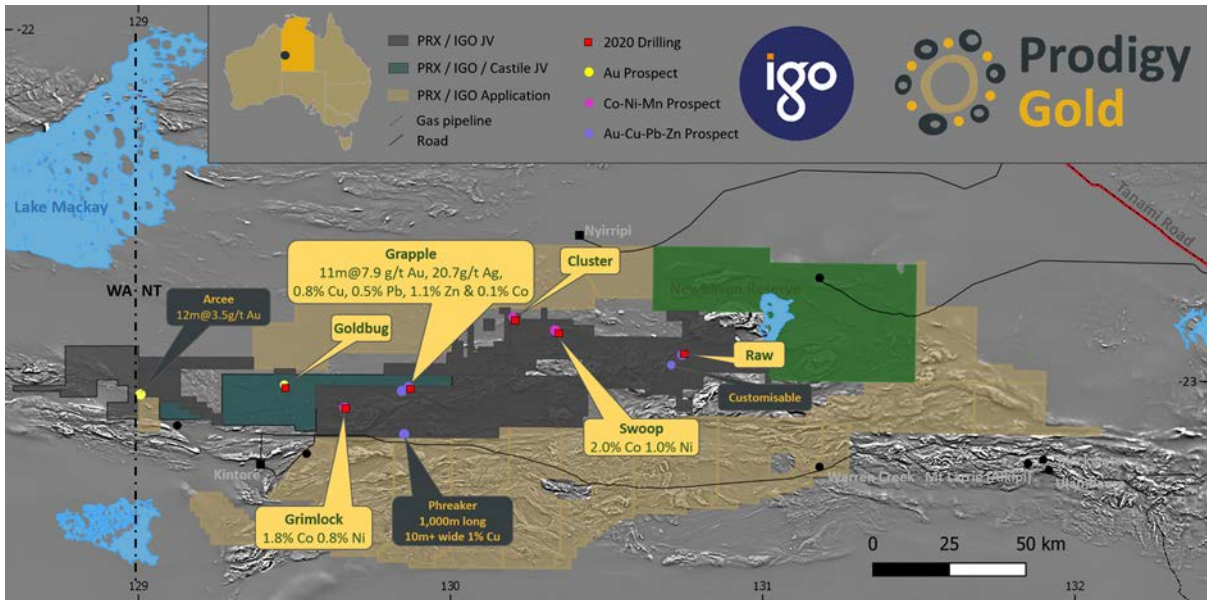 -22
129
PRX / IGO JV
PRX / IGO / Castile JV
PRX / IGO Application
Gas pipeline
Road
2020 Drilling
Au Prospect
Co-Ni-Mn Prospect
Au-Cu-Pb-Zn Prospect
igo
Prodigy
Gold
Lake Mackay
Tanami Road
Nyirripi
Grapple
11m@7.9 g/t Au, 20.7g/t Ag,
0.8% Cu, 0.5% Pb, 1.1% Zn & 0.1% Co
Cluster
WA NT
Newhaven Reserve
Arcee
12m@3.5g/t Au
Goldbug
Raw
-23
Customisable
Swoop
2.0% Co 1.0% Ni
Kintore
Warren Creek
Phreaker
1,000m long
10m+ wide 1% Cu
Grimlock
1.8% Co 0.8% Ni
0 25 50 km
129
130
131
132